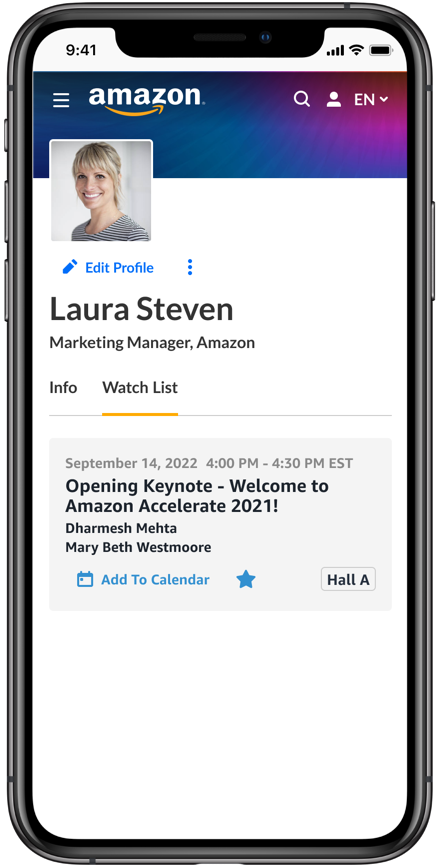 9:41
amazon
EN
Edit Profile
Laura Steven
Marketing Manager, Amazon
Info Watch List
September 14, 2022 4:00 PM - 4:30 PM EST
Opening Keynote - Welcome to
Amazon Accelerate 2021!
Dharmesh Mehta
Mary Beth Westmoore
Add To Calendar Hall A